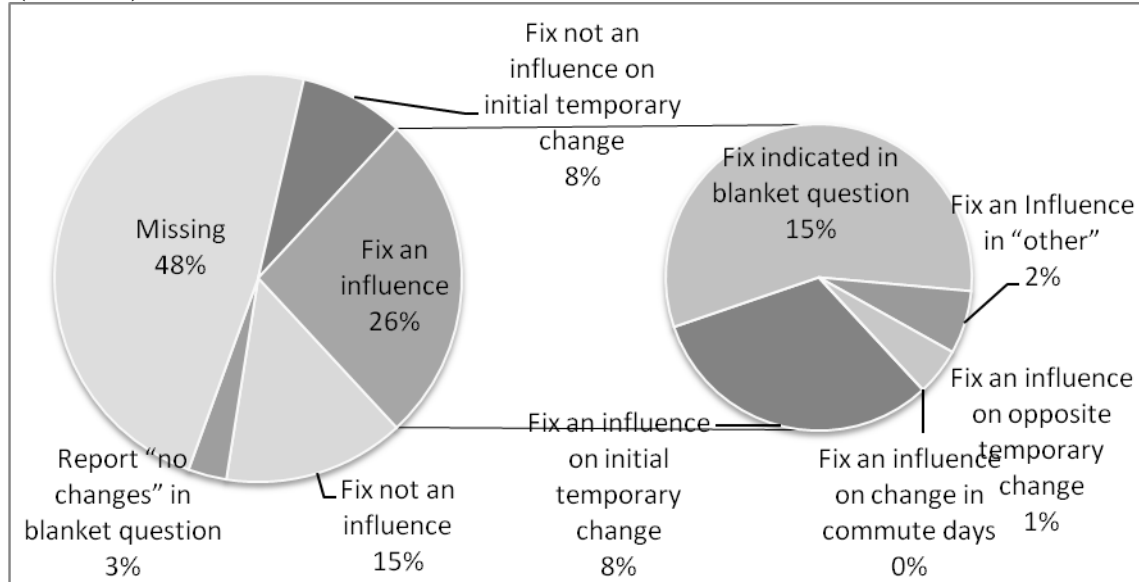 Fix not an
influence on
initial temporary
change
8%
Missing
48%
Fix an
influence
26%
Report “no
changes” in
blanket question
3%
Fix not an
influence
15%
Fix indicated in
blanket question
15%
Fix an Influence
in “other”
2%
Fix an influence
on opposite
temporary
change
1%
Fix an influence
on initial
temporary
change
8%
Fix an influence
on change in
commute days
0%